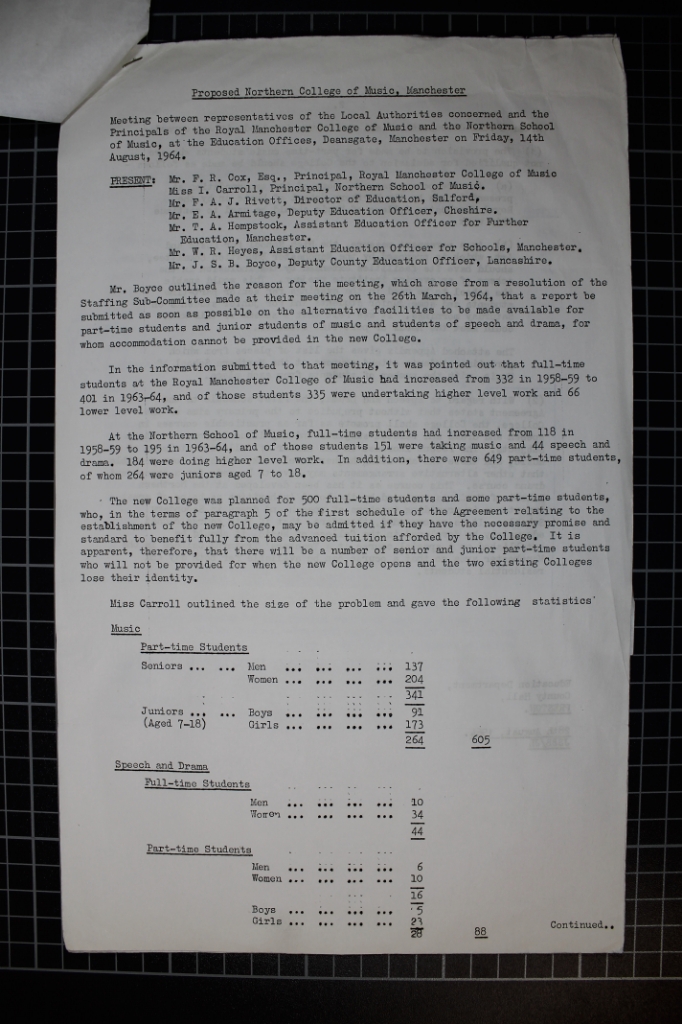 Proposed Northern College of Music, Manchester
Meeting between representatives of the Local Authorities concerned and the
Principals of the Royal Manchester College of Music and the Northern School
of Music, at the Education Offices, Deansgate, Manchester on Friday, 14th
August, 1964.
PRESENT: Mr. F. R. Cox, Esq., Principal, Royal Manchester College of Music
Miss I. Carroll, Principal, Northern School of Music.
Mr. F. A. J. Rivett, Director of Education, Salford,
Mr. E. A. Armitage, Deputy Education Officer, Cheshire.
Mr. T. A. Hempstock, Assistant Education Officer for Further
Education, Manchester.
Mr. W. R. Heyes, Assistant Education Officer for Schools, Manchester.
Mr. J. S. B. Boyce, Deputy County Education Officer, Lancashire.
Mr. Boyce outlined the reason for the meeting, which arose from a resolution of the
Staffing Sub-Committee made at their meeting on the 26th March, 1964, that a report be
submitted as soon as possible on the alternative facilities to be made available for
part-time students and junior students of music and students of speech and drama, for
whom accommodation cannot be provided in the new College.
In the information submitted to that meeting, it was pointed out that full-time
students at the Royal Manchester College of Music had increased from 332 in 1958-59 to
401 in 1963-64, and of those students 335 were undertaking higher level work and 66
lower level work.
At the Northern School of Music, full-time students had increased from 118 in
1958-59 to 195 in 1963-64, and of those students 151 were taking music and 44 speech and
drama. 184 were doing higher level work. In addition, there were 649 part-time students,
of whom 264 were juniors aged 7 to 18.
The new College was planned for 500 full-time students and some part-time students,
who, in the terms of paragraph 5 of the first schedule of the Agreement relating to the
establishment of the new College, may be admitted if they have the necessary promise and
standard to benefit fully from the advanced tuition afforded by the College. It is
apparent, therefore, that there will be a number of senior and junior part-time students
who will not be provided for when the new College opens and the two existing Colleges
lose their identity.
Miss Carroll outlined the size of the problem and gave the following statistics
Music
Part-time Students
Seniors ... ... Men ... ... ... ... 137
Women ... ... ... ... 204
341
Juniors ... ... Boys ... ... ... ... 91
(Aged 7-18) Girls ... ... ... ... 173
264 605
Speech and Drama
Full-time Students
Men ... ... ... ... 10
Women ... ... ... ... 34
44
Part-time Students
Men ... ... ... ... 6
Women ... ... ... ... 10
16
Boys ... ... ... ... 5
Girls ... ... ... ... 23
28 88 Continued..